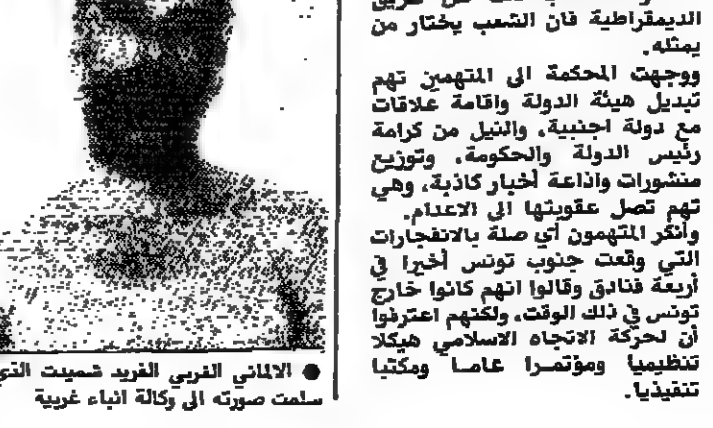 الديمقراطية فان الشعب يختار من
يمثله.
ووجهت المحكمة الى المتهمين تهم
تبديل هيئة الدولة واقامة علاقات
مع دولة اجنبية، والنيل من كرامة
رئيس الدولة والحكومة، وتوزيع
منشورات واذاعة أخبار كاذبة، وهي
تهم تصل عقوبتها الى الاعدام.
وأنكر المتهمون أي صلة بالانفجارات
التي وقعت جنوب تونس أخيرا في
أربعة فنادق وقالوا انهم كانوا خارج
تونس في ذلك الوقت، ولكنهم اعترفوا
أن لحركة الاتجاه الاسلامي هيكلا
تنظيميا ومؤتمـرا عامـا ومكتبا
تنفيذيا.
● الالماني الغربي الفريد شميدت الذي
سلمت صورته الى وكالة انباء غربية